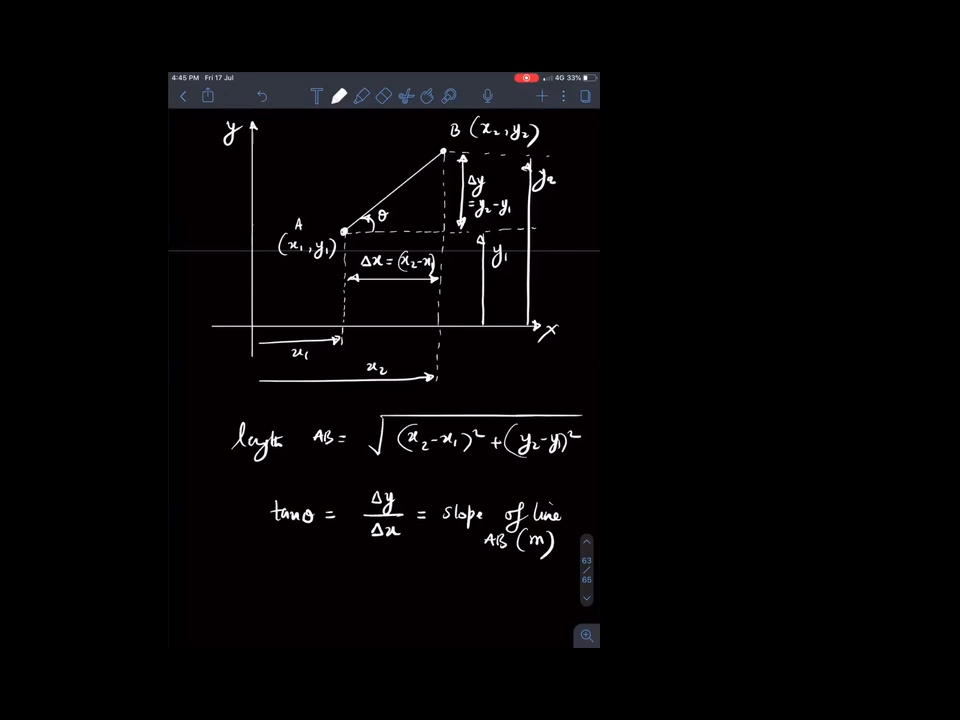 4:45 PM Fri 17 Jul
4G 33%
T
y
B (x₂, y₂)
Δy
= y₂ - y₁
y₂
θ
A
(x₁, y₁)
Δx = (x₂-x₁)
y₁
x
x₁
x₂
length AB = √(x₂-x₁)² + (y₂-y₁)²
tanθ = Δy/Δx = slope of line
AB (m)
63
/
65